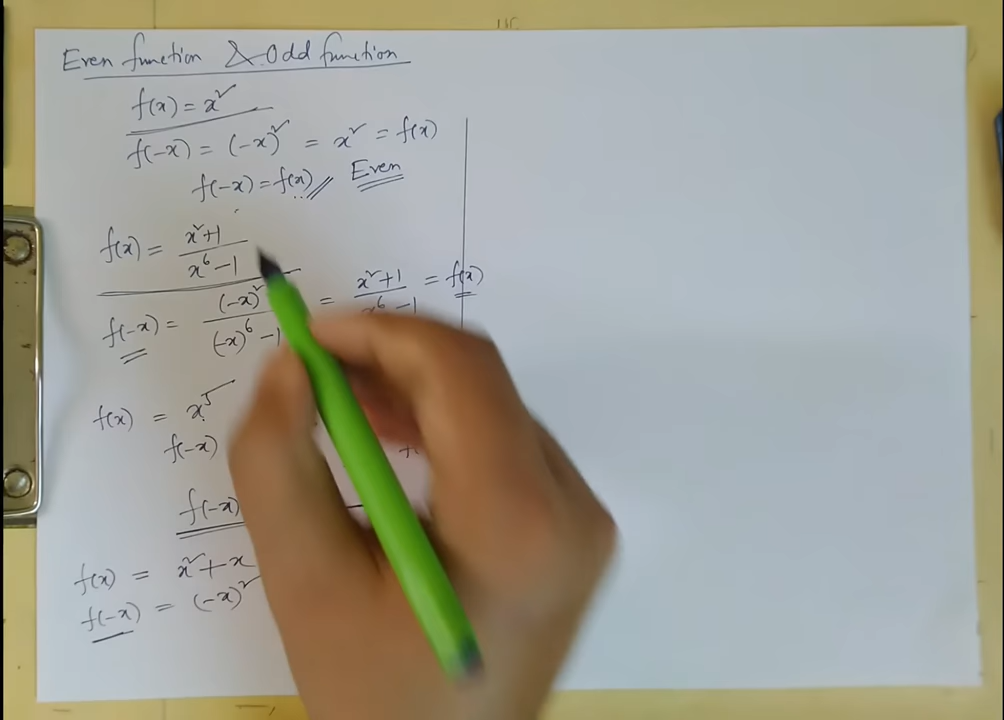 Even function & Odd function
f(x) = x²
f(-x) = (-x)² = x² = f(x)
f(-x) = f(x) Even
f(x) = (x²+1)/(x⁶-1)
f(-x) = (-x)²/((-x)⁶-1) = (x²+1)/(x⁶-1) = f(x)
f(x) = x⁵
f(-x)
f(-x)
f(x) = x²+x
f(-x) = (-x)²